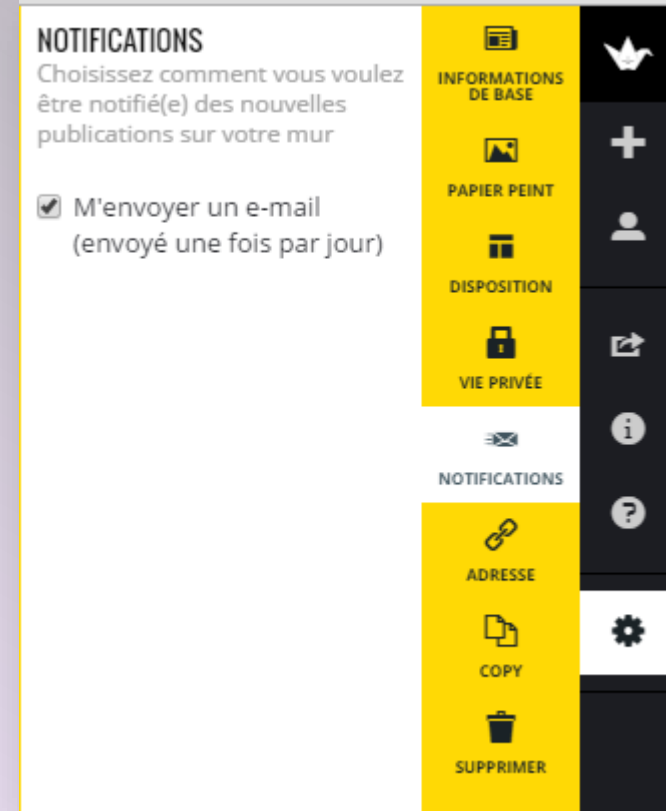 NOTIFICATIONS
Choisissez comment vous voulez
être notifié(e) des nouvelles
publications sur votre mur
M'envoyer un e-mail
(envoyé une fois par jour)
INFORMATIONS
DE BASE
PAPIER PEINT
DISPOSITION
VIE PRIVÉE
NOTIFICATIONS
ADRESSE
COPY
SUPPRIMER